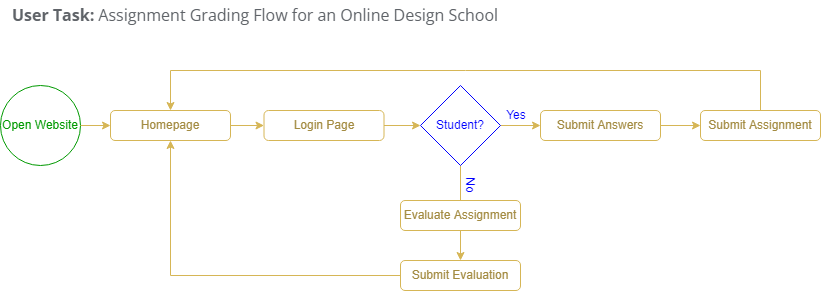 User Task: Assignment Grading Flow for an Online Design School
Open Website
Homepage
Login Page
Student?
Yes
Submit Answers
Submit Assignment
No
Evaluate Assignment
Submit Evaluation